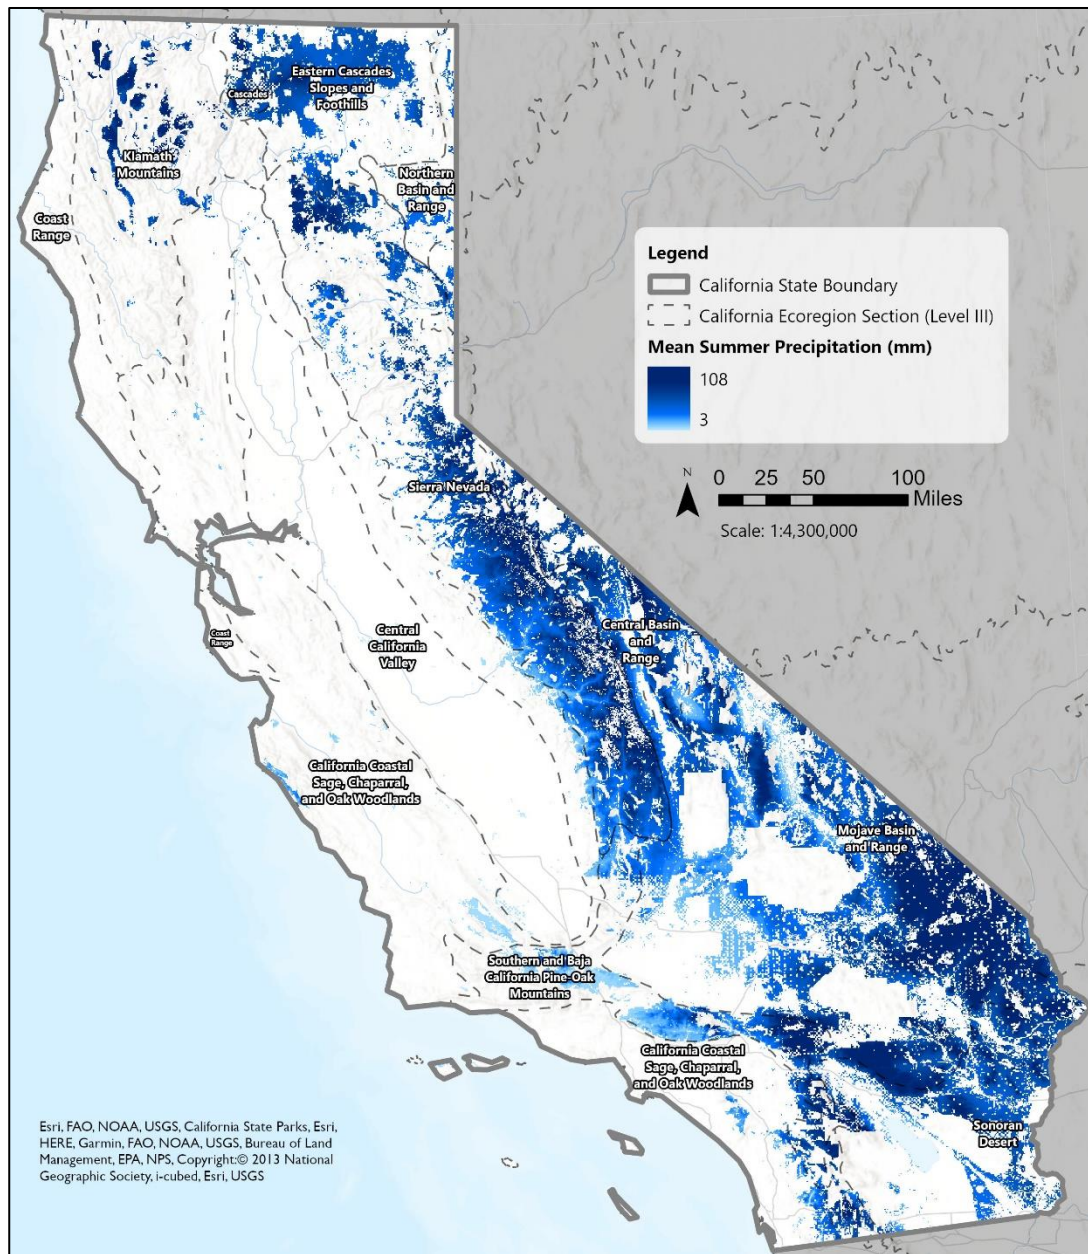 Eastern Cascades
Slopes and
Foothills
Cascades
Klamath
Mountains
Northern
Basin and
Range
Coast
Range
Legend
California State Boundary
California Ecoregion Section (Level III)
Mean Summer Precipitation (mm)
108
3
N
0 25 50 100
Miles
Scale: 1:4,300,000
Sierra Nevada
Coast
Range
Central
California
Valley
Central Basin
and
Range
California Coastal
Sage, Chaparral,
and Oak Woodlands
Mojave Basin
and Range
Southern and Baja
California Pine-Oak
Mountains
California Coastal
Sage, Chaparral,
and Oak Woodlands
Sonoran
Desert
Esri, FAO, NOAA, USGS, California State Parks, Esri,
HERE, Garmin, FAO, NOAA, USGS, Bureau of Land
Management, EPA, NPS, Copyright:© 2013 National
Geographic Society, i-cubed, Esri, USGS